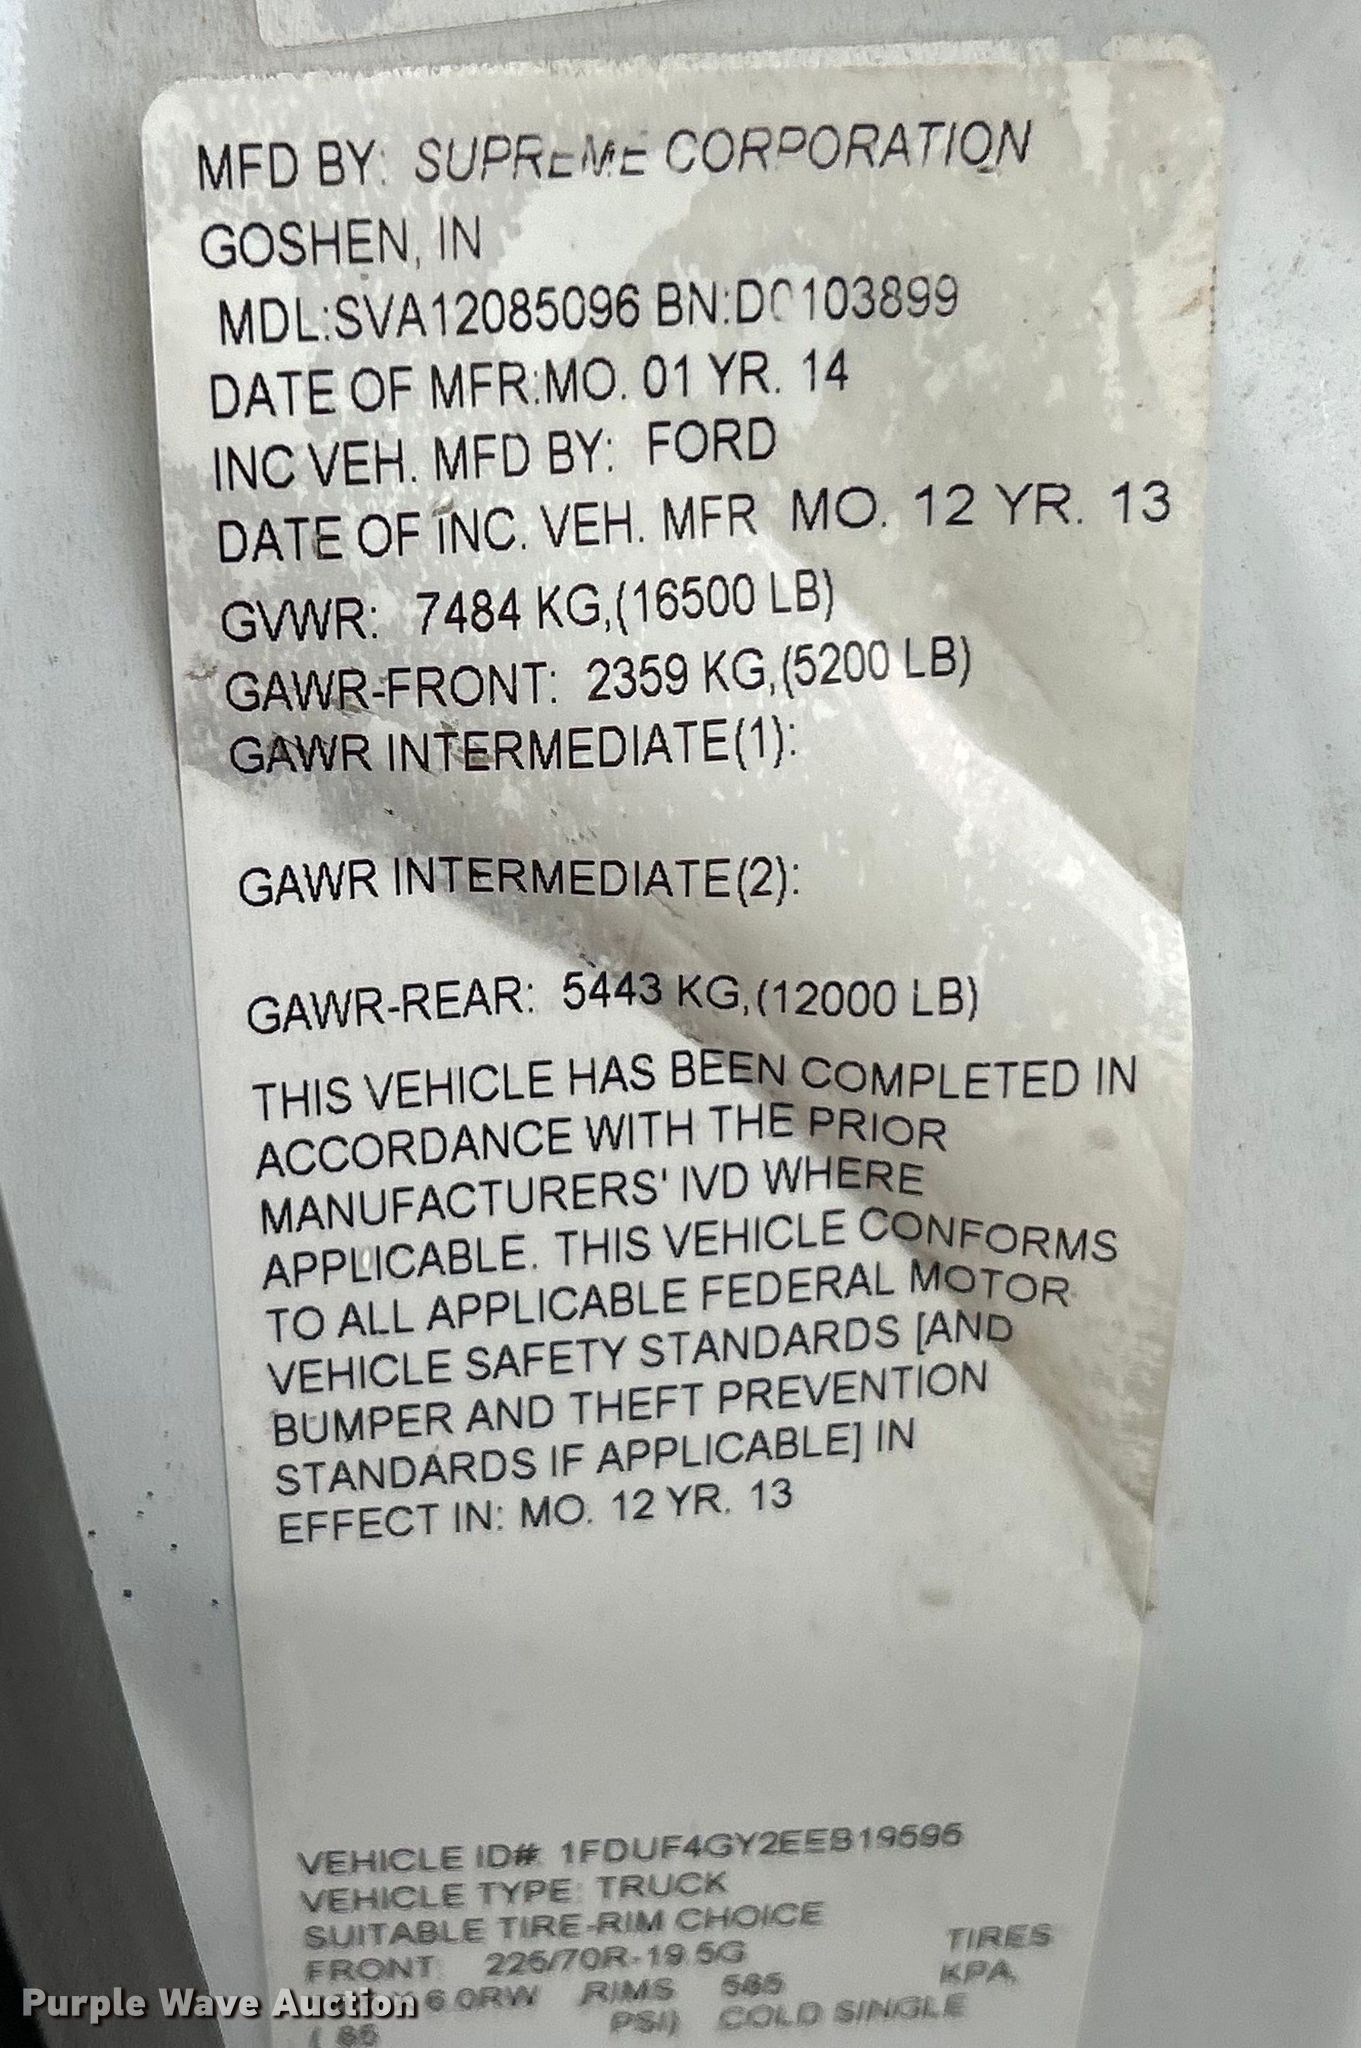 MFD BY: SUPREME CORPORATION
GOSHEN, IN
MDL:SVA12085096 BN:D0103899
DATE OF MFR:MO. 01 YR. 14
INC VEH. MFD BY: FORD
DATE OF INC. VEH. MFR MO. 12 YR. 13
GVWR: 7484 KG,(16500 LB)
GAWR-FRONT: 2359 KG,(5200 LB)
GAWR INTERMEDIATE(1):
GAWR INTERMEDIATE(2):
GAWR-REAR: 5443 KG,(12000 LB)
THIS VEHICLE HAS BEEN COMPLETED IN
ACCORDANCE WITH THE PRIOR
MANUFACTURERS' IVD WHERE
APPLICABLE. THIS VEHICLE CONFORMS
TO ALL APPLICABLE FEDERAL MOTOR
VEHICLE SAFETY STANDARDS [AND
BUMPER AND THEFT PREVENTION
STANDARDS IF APPLICABLE] IN
EFFECT IN: MO. 12 YR. 13
VEHICLE ID# 1FDUF4GY2EEB19595
VEHICLE TYPE: TRUCK
SUITABLE TIRE-RIM CHOICE
FRONT: 225/70R-19.5G TIRES
6.0RW RIMS 585 KPA,
( 85 PSI) COLD SINGLE
Purple Wave Auction